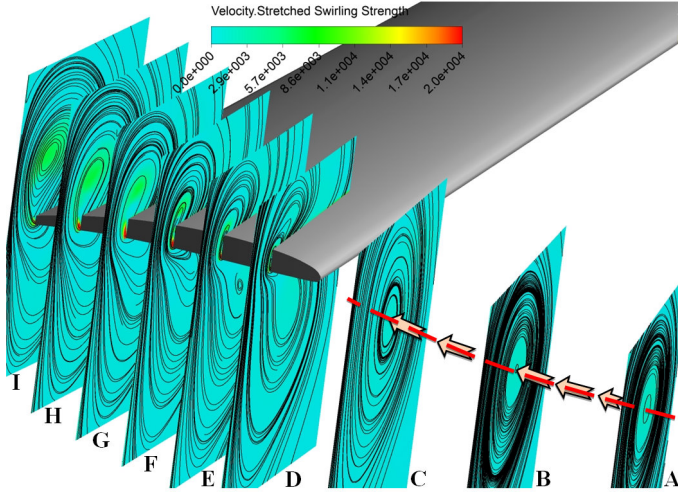 Velocity.Stretched Swirling Strength
0.0e+000
2.9e+003
5.7e+003
8.6e+003
1.1e+004
1.4e+004
1.7e+004
2.0e+004
I
H
G
F
E
D
C
B
A